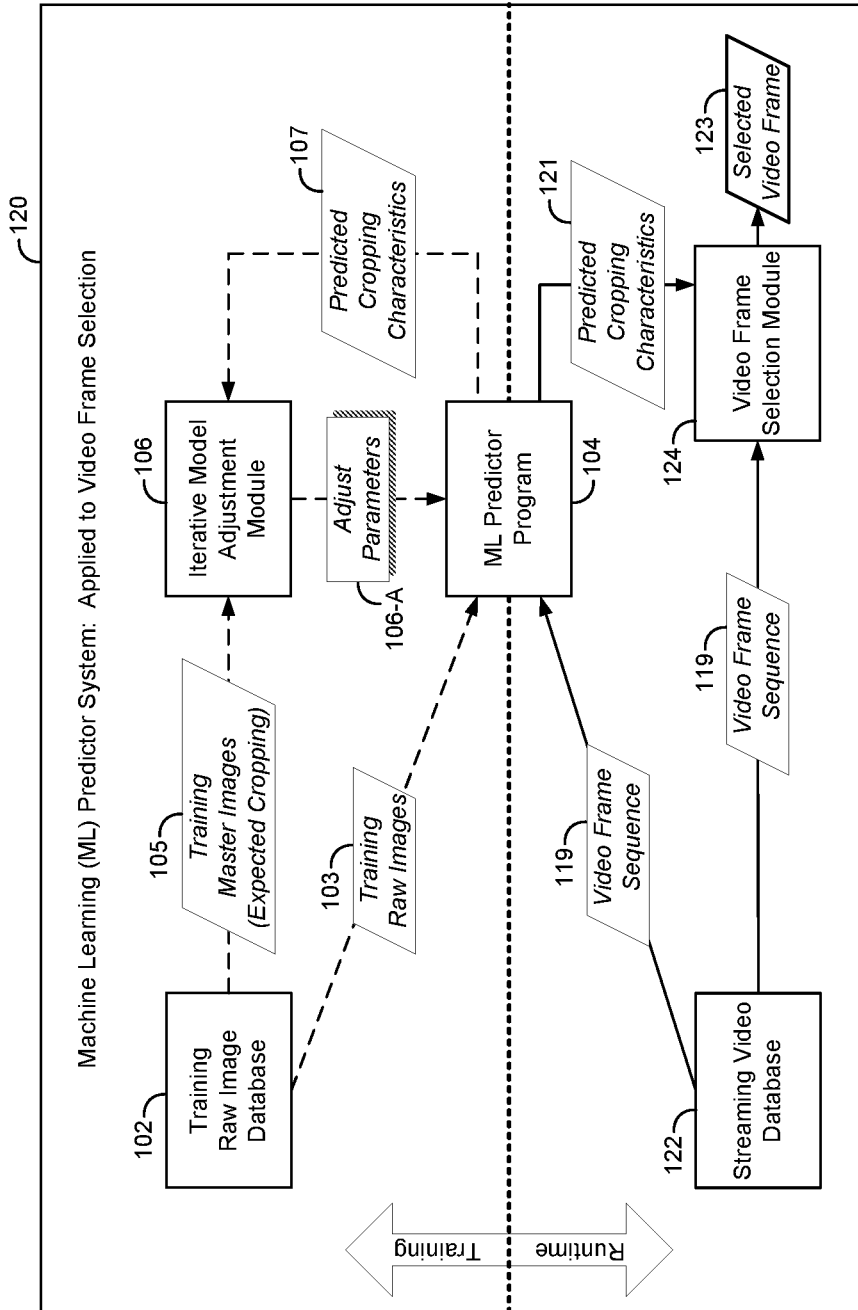 120
Machine Learning (ML) Predictor System: Applied to Video Frame Selection
102
Training
Raw Image
Database
105
Training
Master Images
(Expected Cropping)
106
Iterative Model
Adjustment
Module
107
Predicted
Cropping
Characteristics
103
Training
Raw Images
106-A
Adjust
Parameters
ML Predictor
Program
104
Training
Runtime
119
Video Frame
Sequence
121
Predicted
Cropping
Characteristics
122
Streaming Video
Database
119
Video Frame
Sequence
124
Video Frame
Selection Module
123
Selected
Video Frame